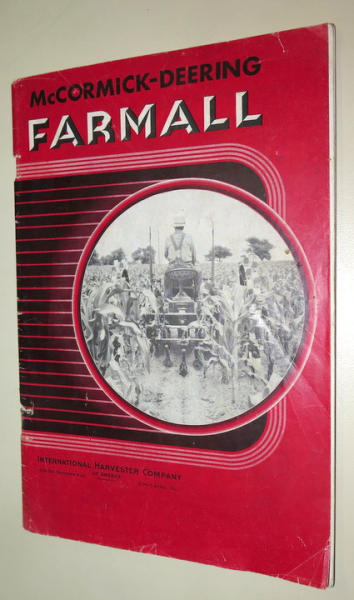 McCORMICK-DEERING
FARMALL
INTERNATIONAL HARVESTER COMPANY
OF AMERICA